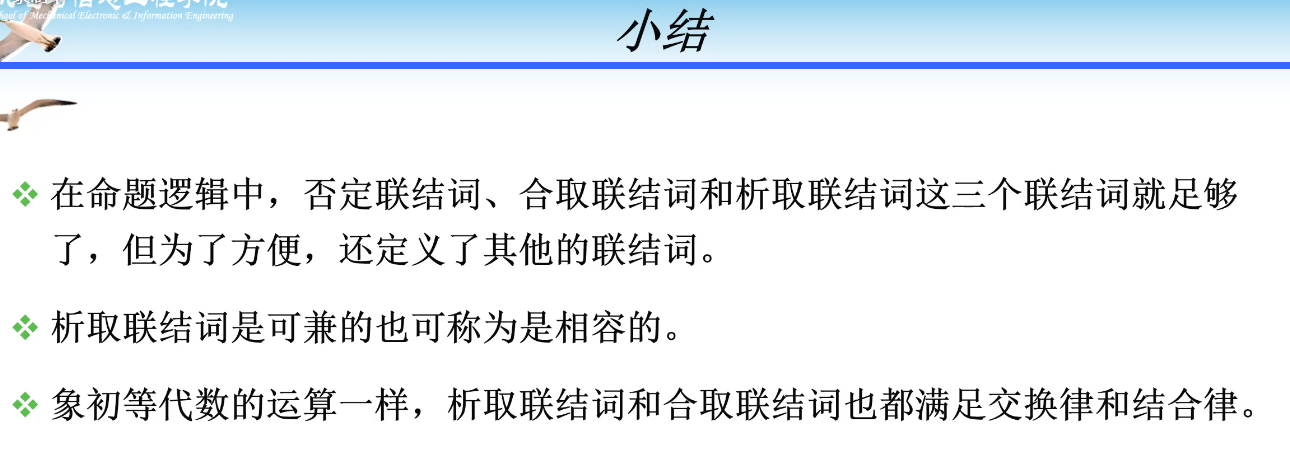 School of Mechanical Electronic & Information Engineering
小结
在命题逻辑中，否定联结词、合取联结词和析取联结词这三个联结词就足够
了，但为了方便，还定义了其他的联结词。
析取联结词是可兼的也可称为是相容的。
象初等代数的运算一样，析取联结词和合取联结词也都满足交换律和结合律。